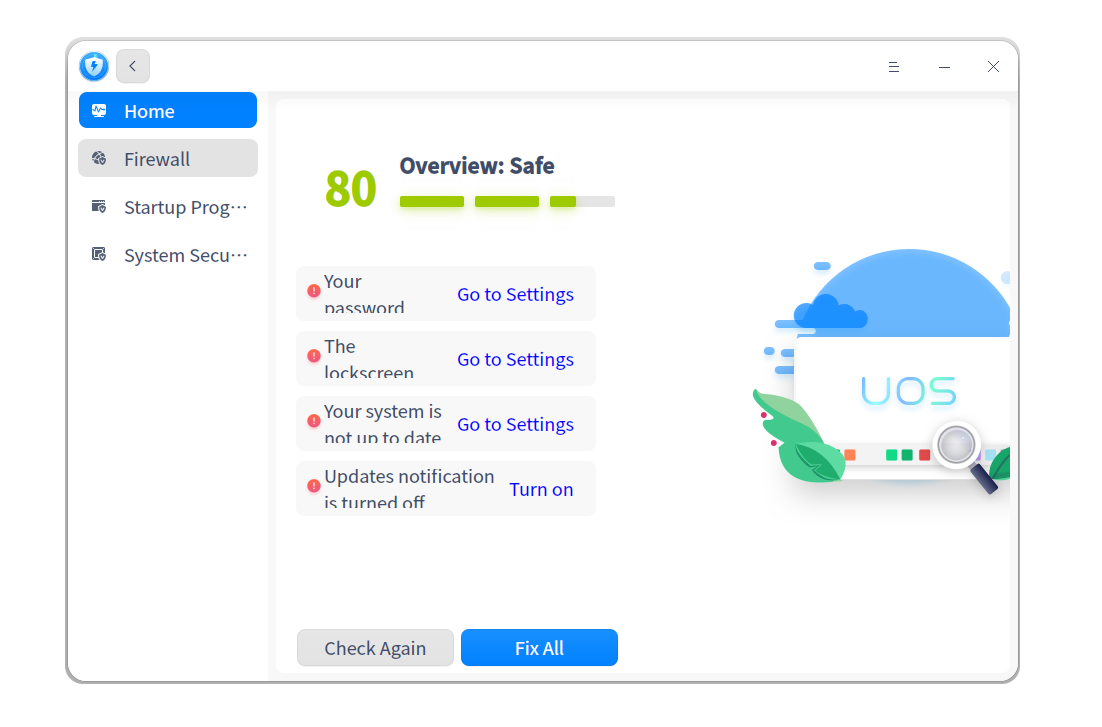 Home
Firewall
Startup Prog···
System Secu···
80
Overview: Safe
Your
password
Go to Settings
The
lockscreen
Go to Settings
Your system is
not up to date
Go to Settings
Updates notification
is turned off
Turn on
UOS
Check Again
Fix All